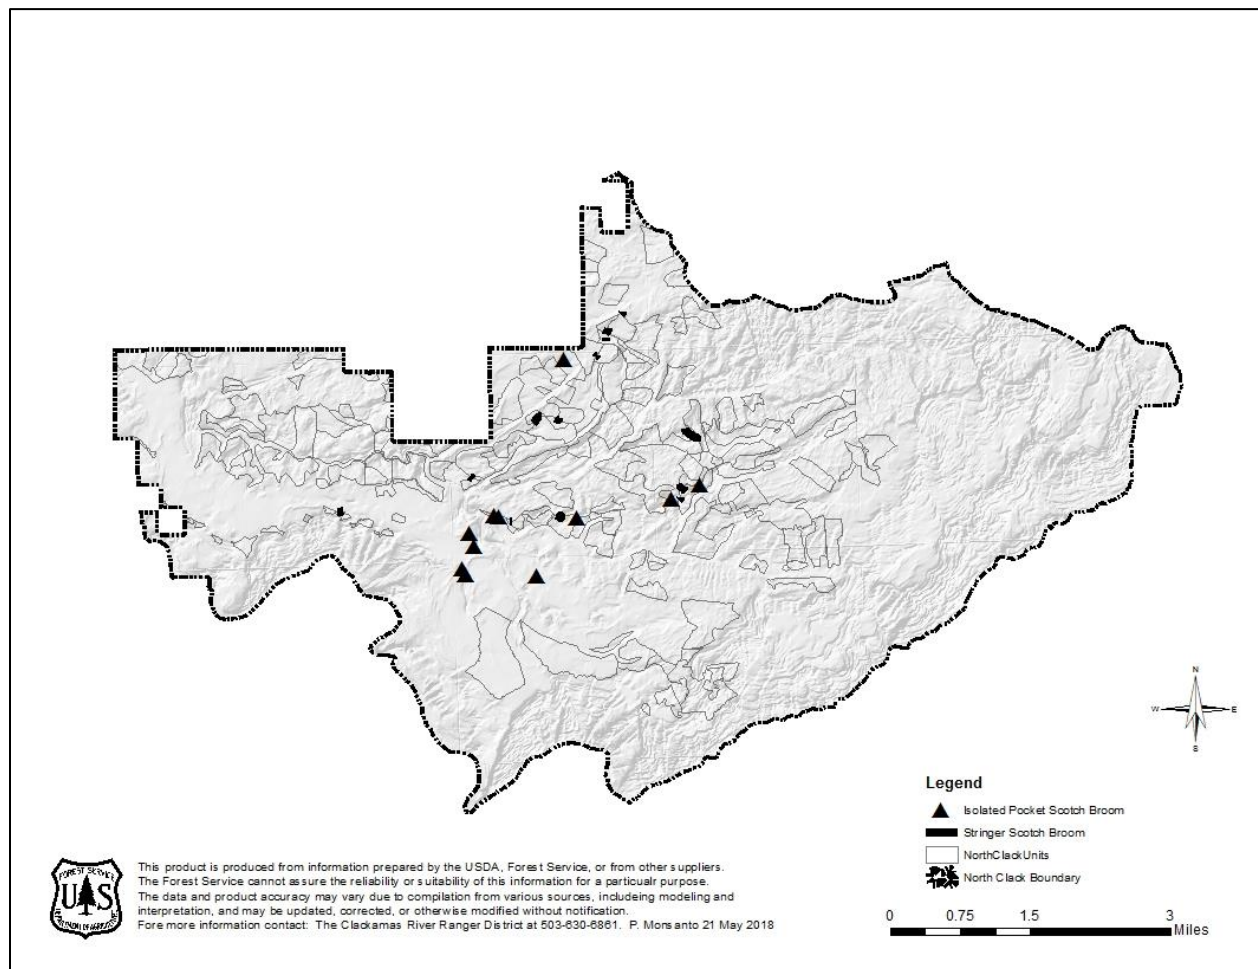 N
W
E
S
Legend
Isolated Pocket Scotch Broom
Stringer Scotch Broom
NorthClackUnits
North Clack Boundary
0 0.75 1.5 3
Miles
FOREST SERVICE
U S
DEPARTMENT OF AGRICULTURE
This product is produced from information prepared by the USDA, Forest Service, or from other suppliers.
The Forest Service cannot assure the reliability or suitability of this information for a particualr purpose.
The data and product accuracy may vary due to compilation from various sources, includeing modeling and
interpretation, and may be updated, corrected, or otherwise modified without notification.
Fore more information contact: The Clackamas River Ranger District at 503-630-6861. P. Monsanto 21 May 2018